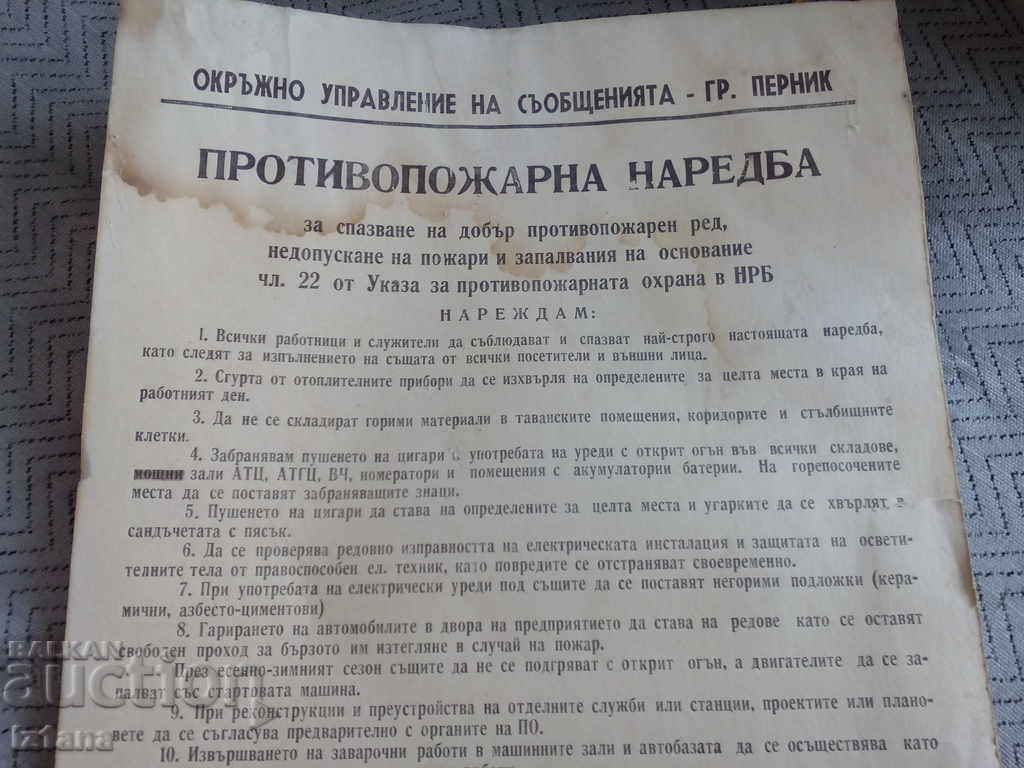 ОКРЪЖНО УПРАВЛЕНИЕ НА СЪОБЩЕНИЯТА - ГР. ПЕРНИК
ПРОТИВОПОЖАРНА НАРЕДБА
за спазване на добър противопожарен ред,
недопускане на пожари и запалвания на основание
чл. 22 от Указа за противопожарната охрана в НРБ
НАРЕЖДАМ:
1. Всички работници и служители да съблюдават и спазват най-строго настоящата наредба,
като следят за изпълнението на същата от всички посетители и външни лица.
2. Сгурта от отоплителните прибори да се изхвърля на определените за целта места в края на
работният ден.
3. Да не се складират горими материали в таванските помещения, коридорите и стълбищните
клетки.
4. Забранявам пушенето на цигари и употребата на уреди с открит огън във всички складове,
мощни зали АТЦ, АТГЦ, ВЧ, номератори и помещения с акумулаторни батерии. На горепосочените
места да се поставят забраняващите знаци.
5. Пушенето на цигари да става на определените за целта места и угарките да се хвърлят в
сандъчетата с пясък.
6. Да се проверява редовно изправността на електрическата инсталация и защитата на освети-
телните тела от правоспособен ел. техник, като повредите се отстраняват своевременно.
7. При употребата на електрически уреди под същите да се поставят негорими подложки (кера-
мични, азбесто-циментови)
8. Гарирането на автомобилите в двора на предприятието да става на редове като се оставят
свободен проход за бързото им изтегляне в случай на пожар.
През есенно-зимният сезон същите да не се подгряват с открит огън, а двигателите да се за-
палват със стартовата машина.
9. При реконструкции и преустройства на отделните служби или станции, проектите или плано-
вете да се съгласува предварително с органите на ПО.
10. Извършването на заварочни работи в машинните зали и автобазата да се осъществява като
BALKAN
auction
iztana